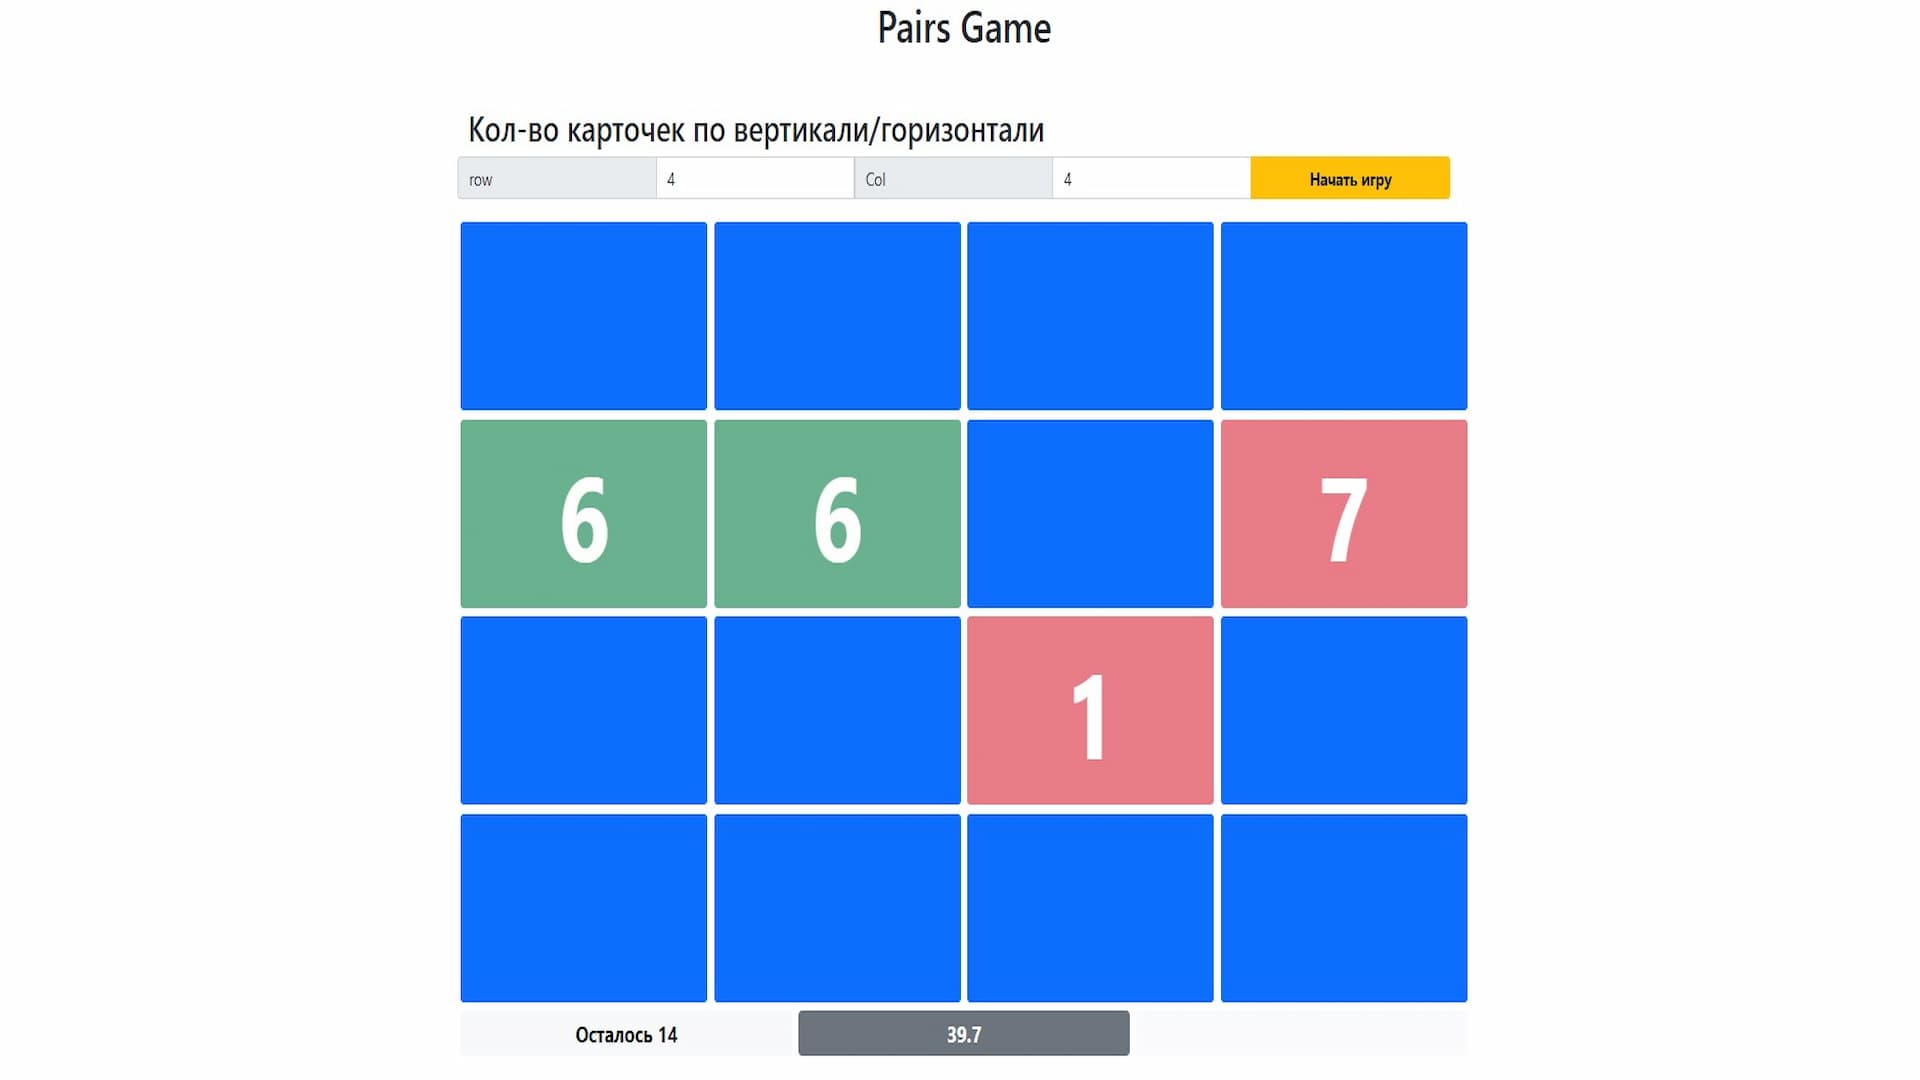 Pairs Game
Кол-во карточек по вертикали/горизонтали
row 4 Col 4 Начать игру
6 6 7
1
Осталось 14 39.7